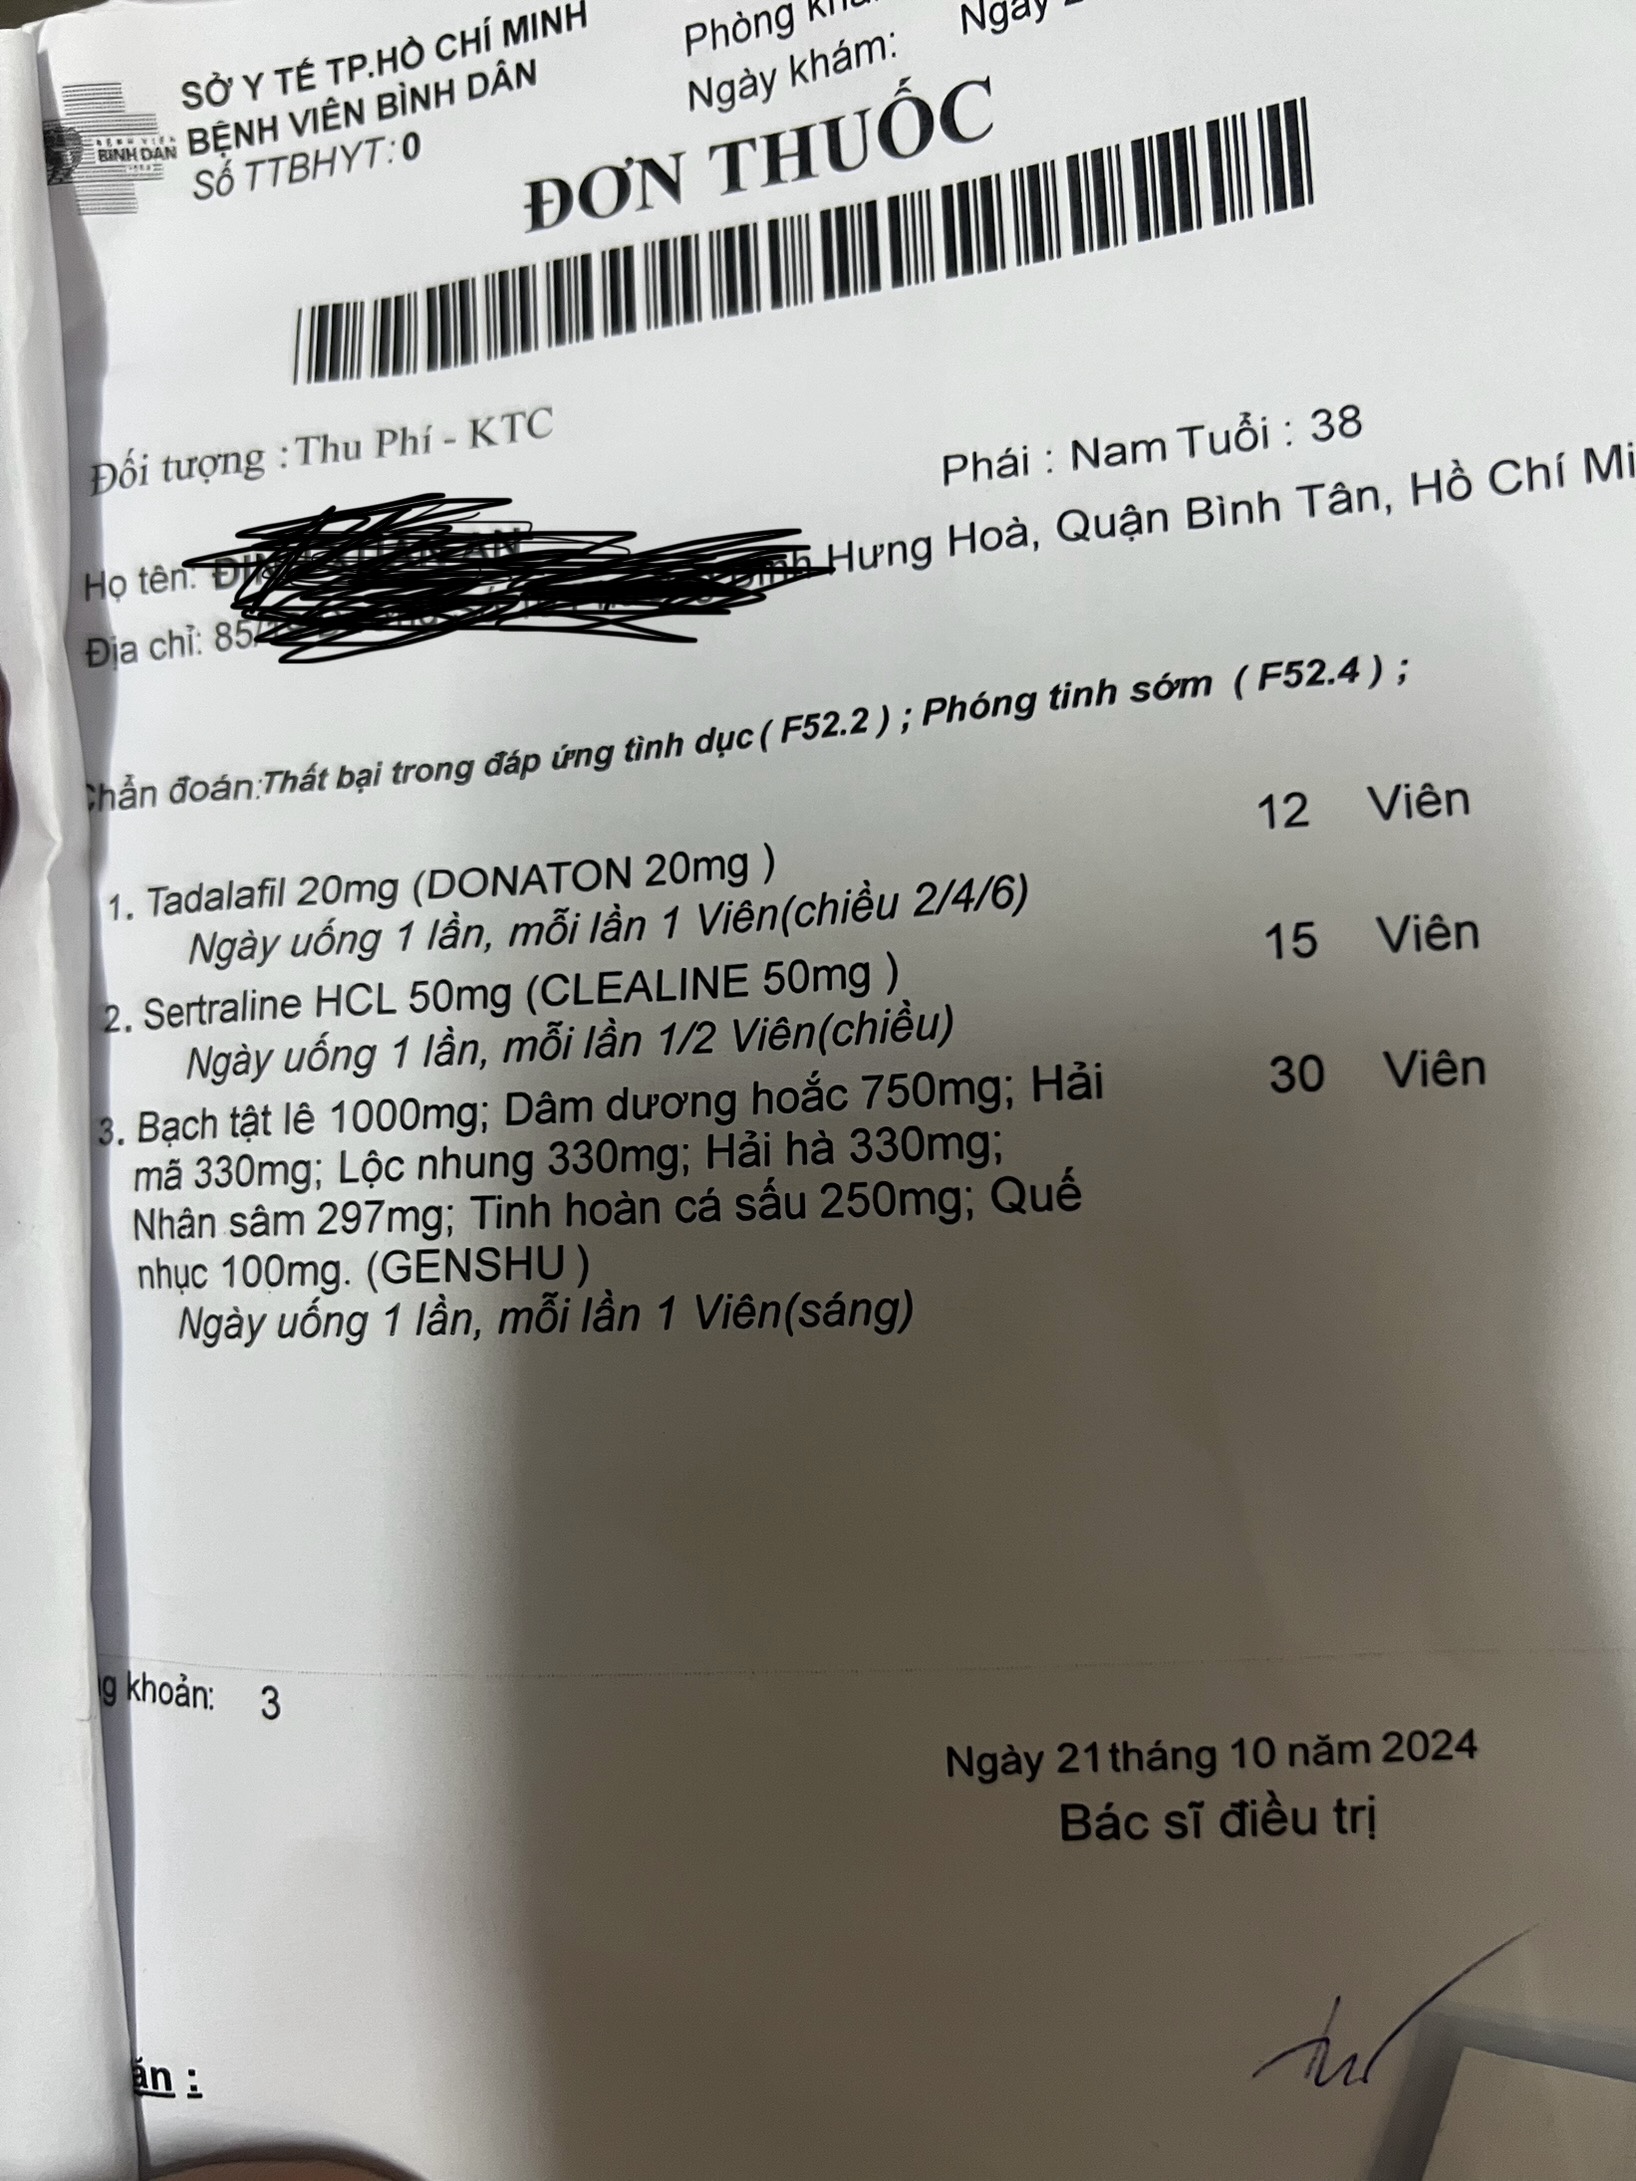 SỞ Y TẾ TP.HỒ CHÍ MINH
BỆNH VIỆN BÌNH DÂN
Số TTBHYT: 0
BÌNH DAN
Phòng
Ngày khám: Ngày
ĐƠN THUỐC
Đối tượng : Thu Phí - KTC
Phái : Nam Tuổi : 38
Họ tên:
Địa chỉ: 85/ Hưng Hoà, Quận Bình Tân, Hồ Chí Mi
Chẩn đoán:Thất bại trong đáp ứng tình dục ( F52.2 ) ; Phóng tinh sớm ( F52.4 ) ;
1. Tadalafil 20mg (DONATON 20mg ) 12 Viên
Ngày uống 1 lần, mỗi lần 1 Viên(chiều 2/4/6)
2. Sertraline HCL 50mg (CLEALINE 50mg ) 15 Viên
Ngày uống 1 lần, mỗi lần 1/2 Viên(chiều)
3. Bạch tật lê 1000mg; Dâm dương hoắc 750mg; Hải 30 Viên
mã 330mg; Lộc nhung 330mg; Hải hà 330mg;
Nhân sâm 297mg; Tinh hoàn cá sấu 250mg; Quế
nhục 100mg. (GENSHU )
Ngày uống 1 lần, mỗi lần 1 Viên(sáng)
khoản: 3
Ngày 21 tháng 10 năm 2024
Bác sĩ điều trị